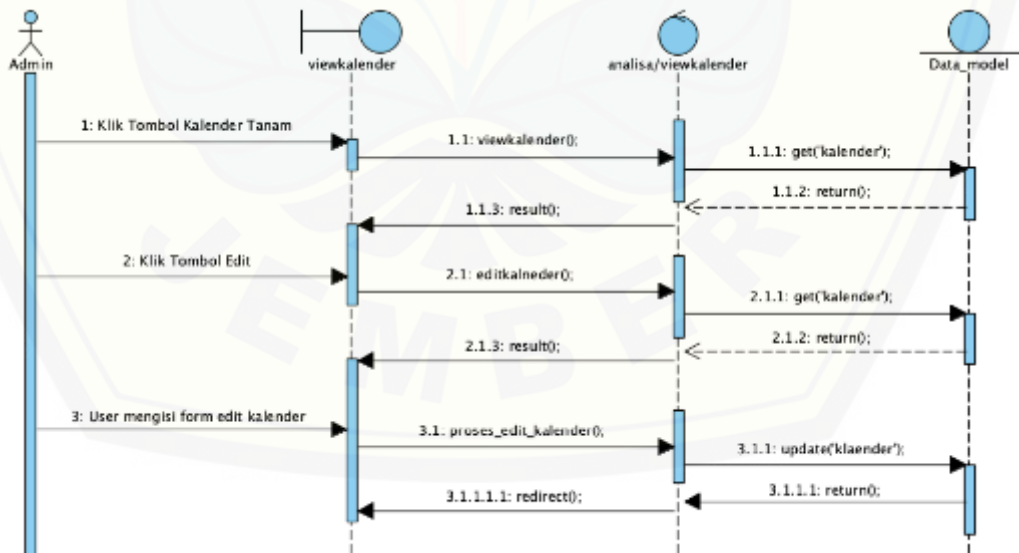 Admin
viewkalender
analisa/viewkalender
Data_model
1: Klik Tombol Kalender Tanam
1.1: viewkalender();
1.1.1: get('kalender');
1.1.2: return();
1.1.3: result();
2: Klik Tombol Edit
2.1: editkalneder();
2.1.1: get('kalender');
2.1.2: return();
2.1.3: result();
3: User mengisi form edit kalender
3.1: proses_edit_kalender();
3.1.1: update('klaender');
3.1.1.1: return();
3.1.1.1.1: redirect();
JEMBER